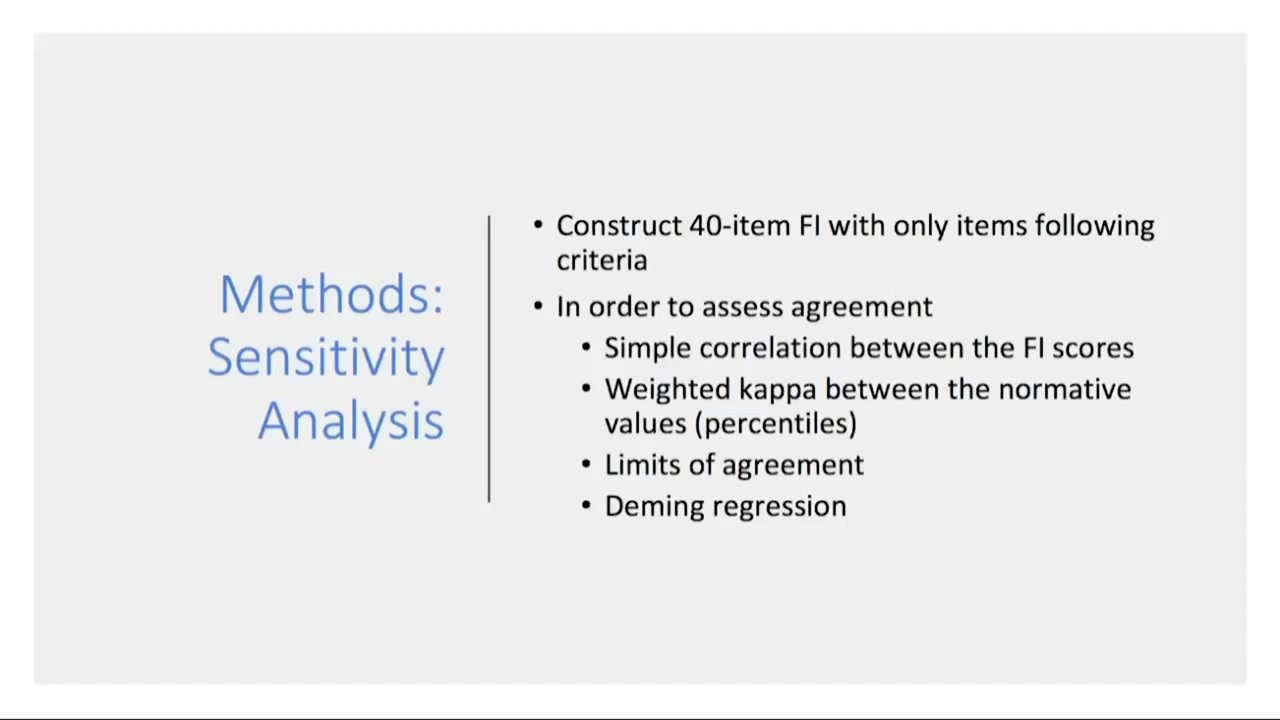 Methods:
Sensitivity
Analysis
• Construct 40-item FI with only items following
criteria
• In order to assess agreement
• Simple correlation between the FI scores
• Weighted kappa between the normative
values (percentiles)
• Limits of agreement
• Deming regression